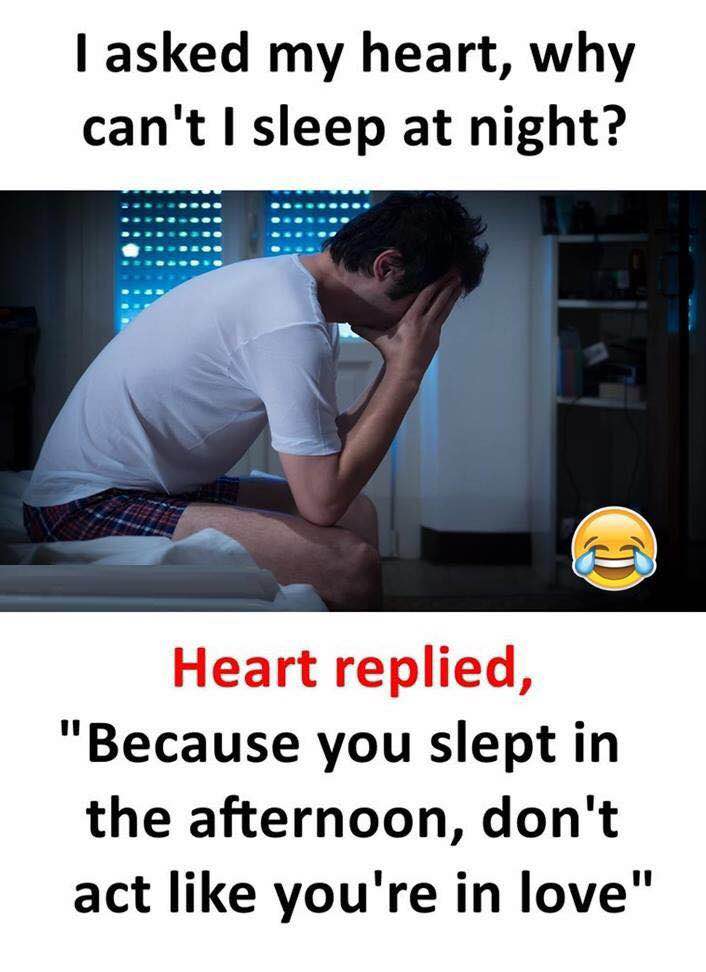 I asked my heart, why
can't I sleep at night?
Heart replied,
"Because you slept in
the afternoon, don't
act like you're in love"